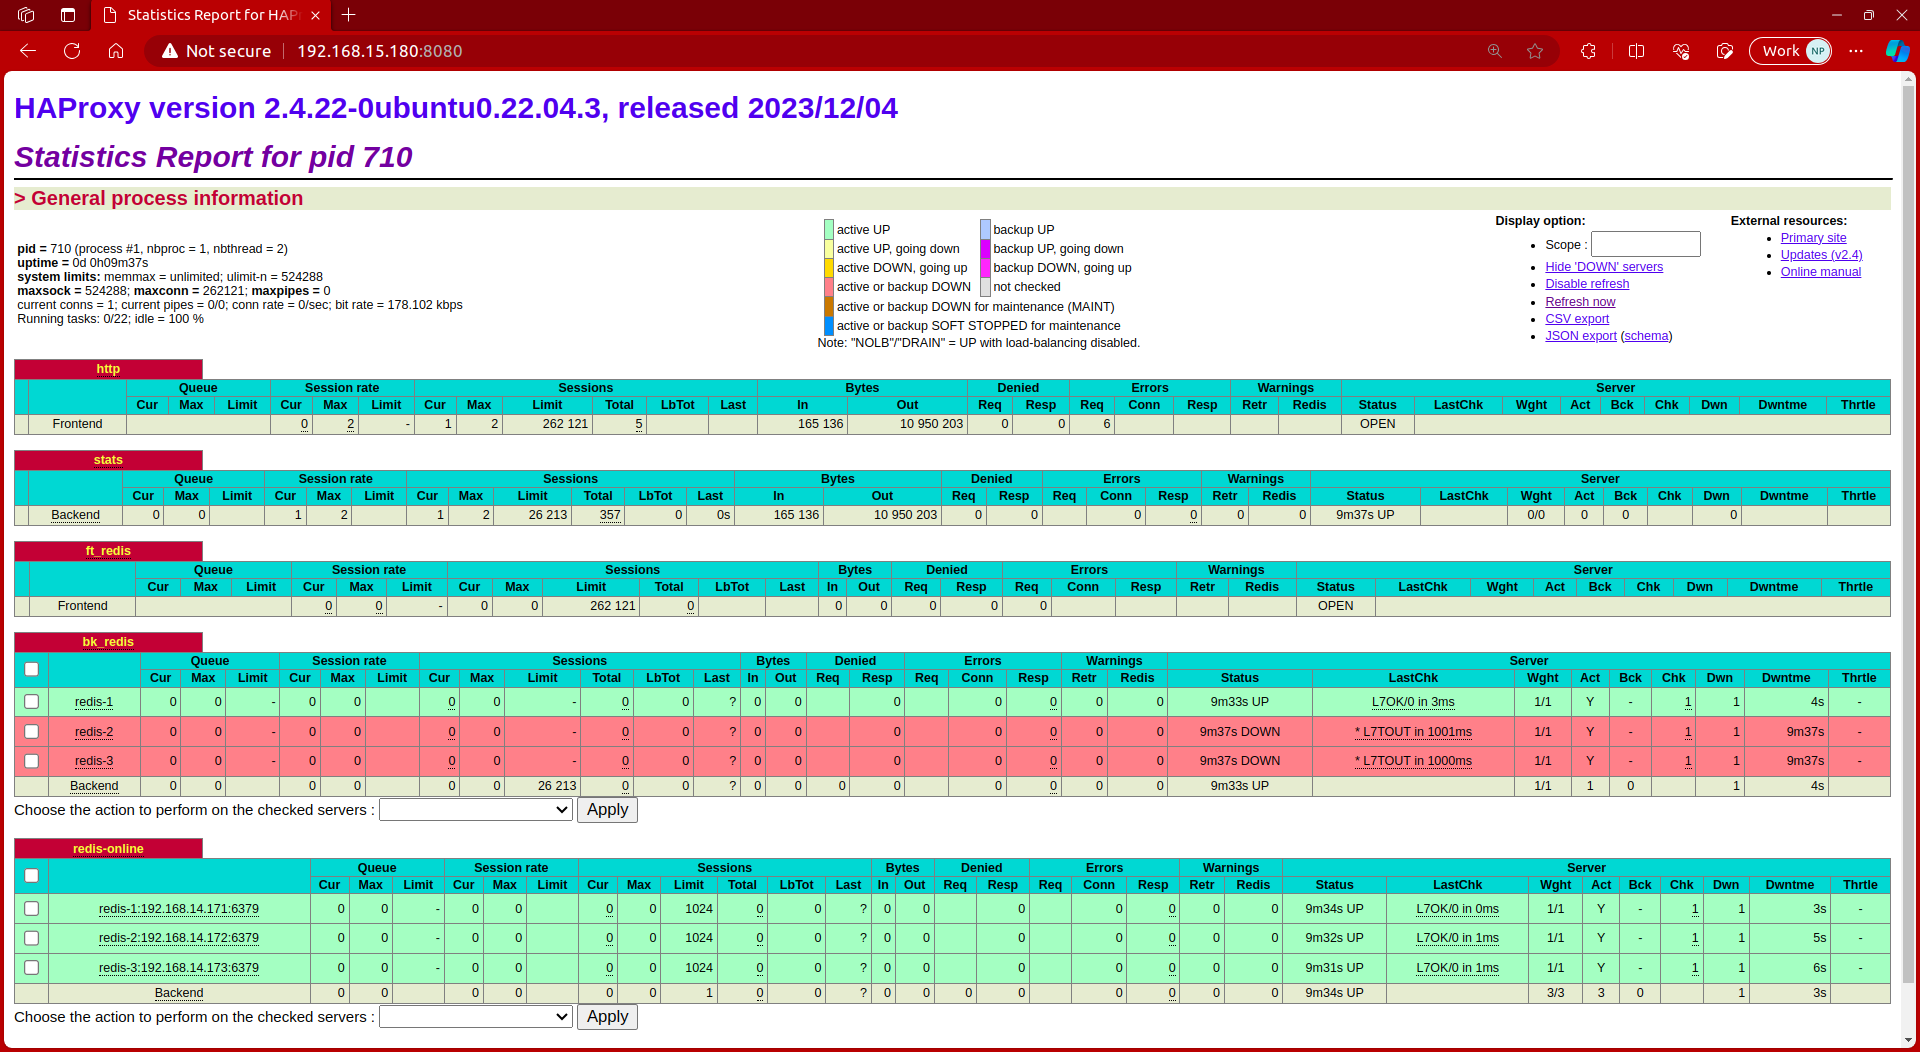 Statistics Report for HAP
Not secure 192.168.15.180:8080 Work NP
HAProxy version 2.4.22-0ubuntu0.22.04.3, released 2023/12/04
Statistics Report for pid 710
> General process information
pid = 710 (process #1, nbproc = 1, nbthread = 2)
uptime = 0d 0h09m37s
system limits: memmax = unlimited; ulimit-n = 524288
maxsock = 524288; maxconn = 262121; maxpipes = 0
current conns = 1; current pipes = 0/0; conn rate = 0/sec; bit rate = 178.102 kbps
Running tasks: 0/22; idle = 100 %
active UP backup UP
active UP, going down backup UP, going down
active DOWN, going up backup DOWN, going up
active or backup DOWN not checked
active or backup DOWN for maintenance (MAINT)
active or backup SOFT STOPPED for maintenance
Note: "NOLB"/"DRAIN" = UP with load-balancing disabled.
Display option:
Scope :
Hide 'DOWN' servers
Disable refresh
Refresh now
CSV export
JSON export (schema)
External resources:
Primary site
Updates (v2.4)
Online manual
http
Queue Session rate Sessions Bytes Denied Errors Warnings Server
Cur Max Limit Cur Max Limit Cur Max Limit Total LbTot Last In Out Req Resp Req Conn Resp Retr Redis Status LastChk Wght Act Bck Chk Dwn Dwntme Thrtle
Frontend 0 2 - 1 2 262 121 5 165 136 10 950 203 0 0 6 OPEN
stats
Queue Session rate Sessions Bytes Denied Errors Warnings Server
Cur Max Limit Cur Max Limit Cur Max Limit Total LbTot Last In Out Req Resp Req Conn Resp Retr Redis Status LastChk Wght Act Bck Chk Dwn Dwntme Thrtle
Backend 0 0 1 2 1 2 26 213 357 0 0s 165 136 10 950 203 0 0 0 0 0 0 9m37s UP 0/0 0 0 0
ft_redis
Queue Session rate Sessions Bytes Denied Errors Warnings Server
Cur Max Limit Cur Max Limit Cur Max Limit Total LbTot Last In Out Req Resp Req Conn Resp Retr Redis Status LastChk Wght Act Bck Chk Dwn Dwntme Thrtle
Frontend 0 0 - 0 0 262 121 0 0 0 0 0 0 OPEN
bk_redis
Queue Session rate Sessions Bytes Denied Errors Warnings Server
Cur Max Limit Cur Max Limit Cur Max Limit Total LbTot Last In Out Req Resp Req Conn Resp Retr Redis Status LastChk Wght Act Bck Chk Dwn Dwntme Thrtle
redis-1 0 0 - 0 0 0 0 - 0 0 ? 0 0 0 0 0 0 0 9m33s UP L7OK/0 in 3ms 1/1 Y - 1 1 4s -
redis-2 0 0 - 0 0 0 0 - 0 0 ? 0 0 0 0 0 0 0 9m37s DOWN * L7TOUT in 1001ms 1/1 Y - 1 1 9m37s -
redis-3 0 0 - 0 0 0 0 - 0 0 ? 0 0 0 0 0 0 0 9m37s DOWN * L7TOUT in 1000ms 1/1 Y - 1 1 9m37s -
Backend 0 0 0 0 0 0 26 213 0 0 ? 0 0 0 0 0 0 0 0 9m33s UP 1/1 1 0 1 4s
Choose the action to perform on the checked servers : Apply
redis-online
Queue Session rate Sessions Bytes Denied Errors Warnings Server
Cur Max Limit Cur Max Limit Cur Max Limit Total LbTot Last In Out Req Resp Req Conn Resp Retr Redis Status LastChk Wght Act Bck Chk Dwn Dwntme Thrtle
redis-1:192.168.14.171:6379 0 0 - 0 0 0 0 1024 0 0 ? 0 0 0 0 0 0 0 9m34s UP L7OK/0 in 0ms 1/1 Y - 1 1 3s -
redis-2:192.168.14.172:6379 0 0 - 0 0 0 0 1024 0 0 ? 0 0 0 0 0 0 0 9m32s UP L7OK/0 in 1ms 1/1 Y - 1 1 5s -
redis-3:192.168.14.173:6379 0 0 - 0 0 0 0 1024 0 0 ? 0 0 0 0 0 0 0 9m31s UP L7OK/0 in 1ms 1/1 Y - 1 1 6s -
Backend 0 0 0 0 0 0 1 0 0 ? 0 0 0 0 0 0 0 0 9m34s UP 3/3 3 0 1 3s
Choose the action to perform on the checked servers : Apply